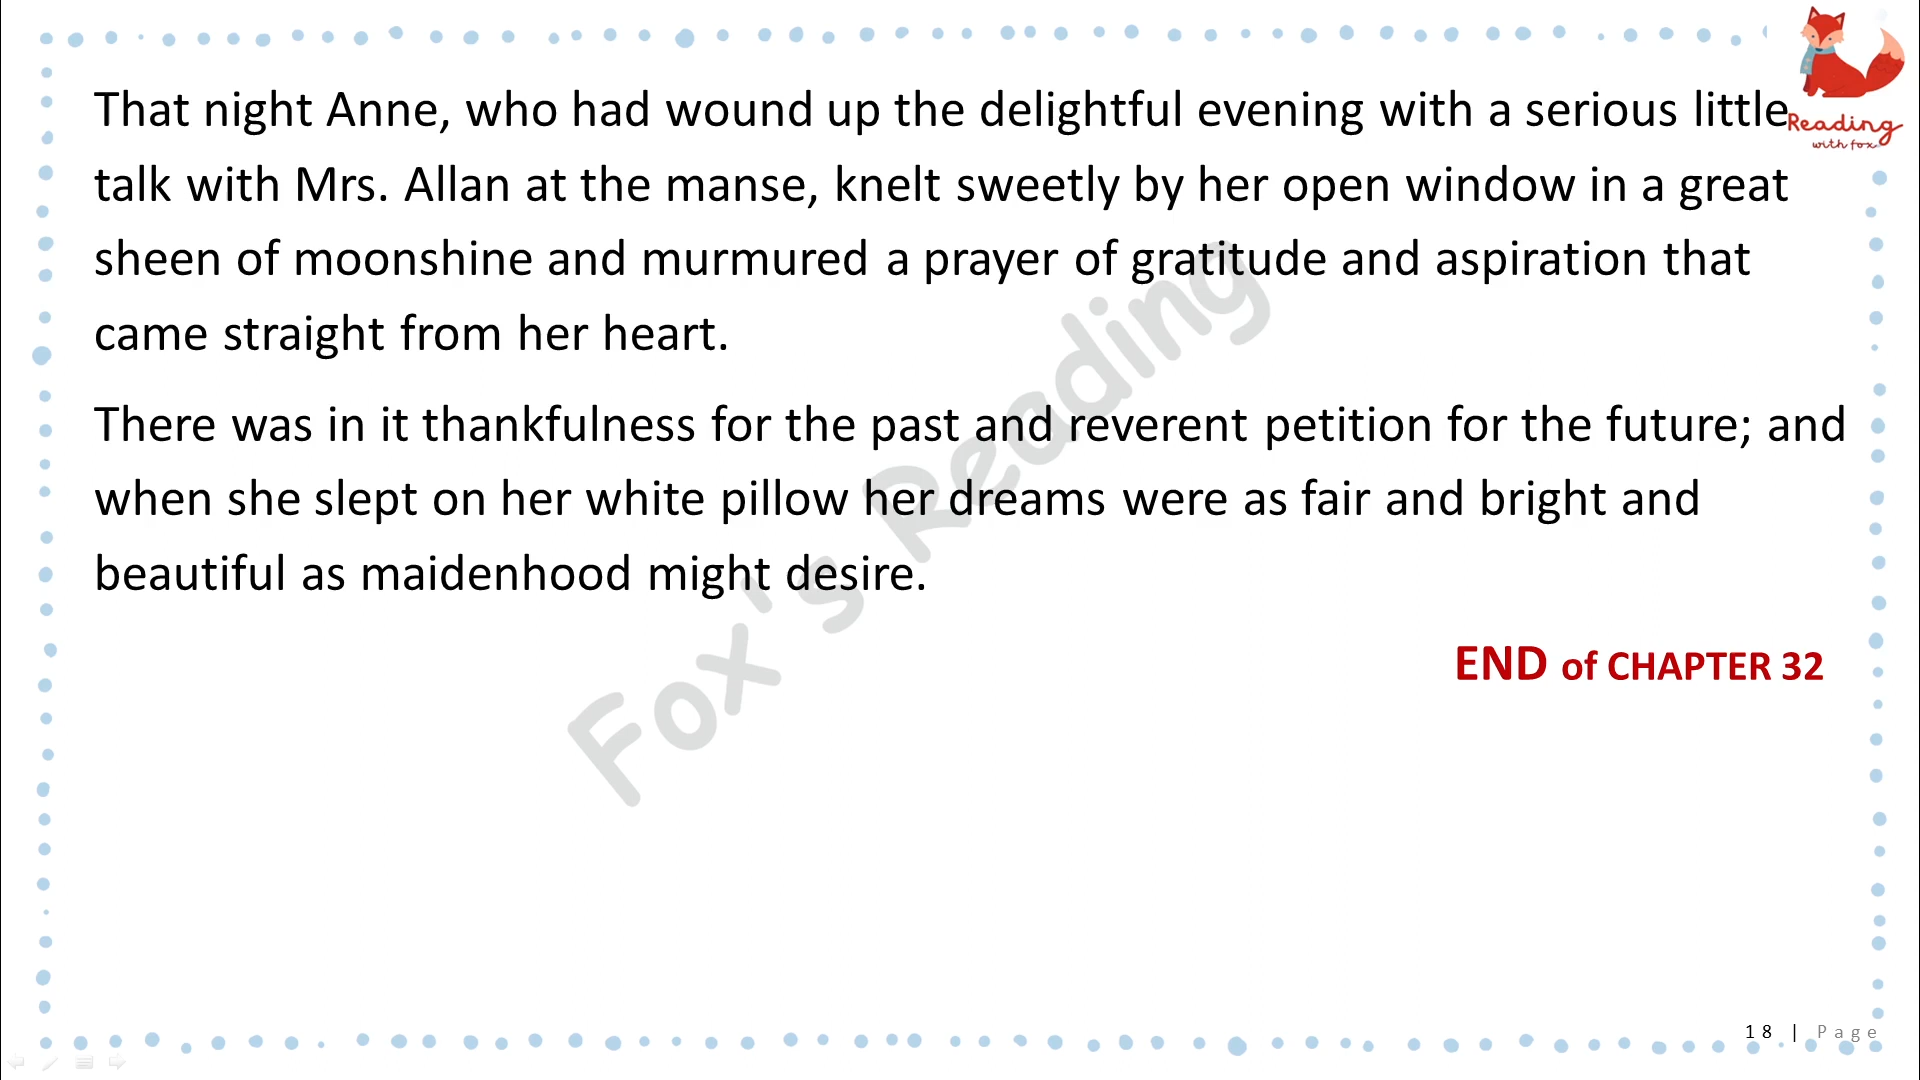 That night Anne, who had wound up the delightful evening with a serious little
talk with Mrs. Allan at the manse, knelt sweetly by her open window in a great
sheen of moonshine and murmured a prayer of gratitude and aspiration that
came straight from her heart.
There was in it thankfulness for the past and reverent petition for the future; and
when she slept on her white pillow her dreams were as fair and bright and
beautiful as maidenhood might desire.
END of CHAPTER 32
Reading
with fox
Fox's Reading
18 | Page